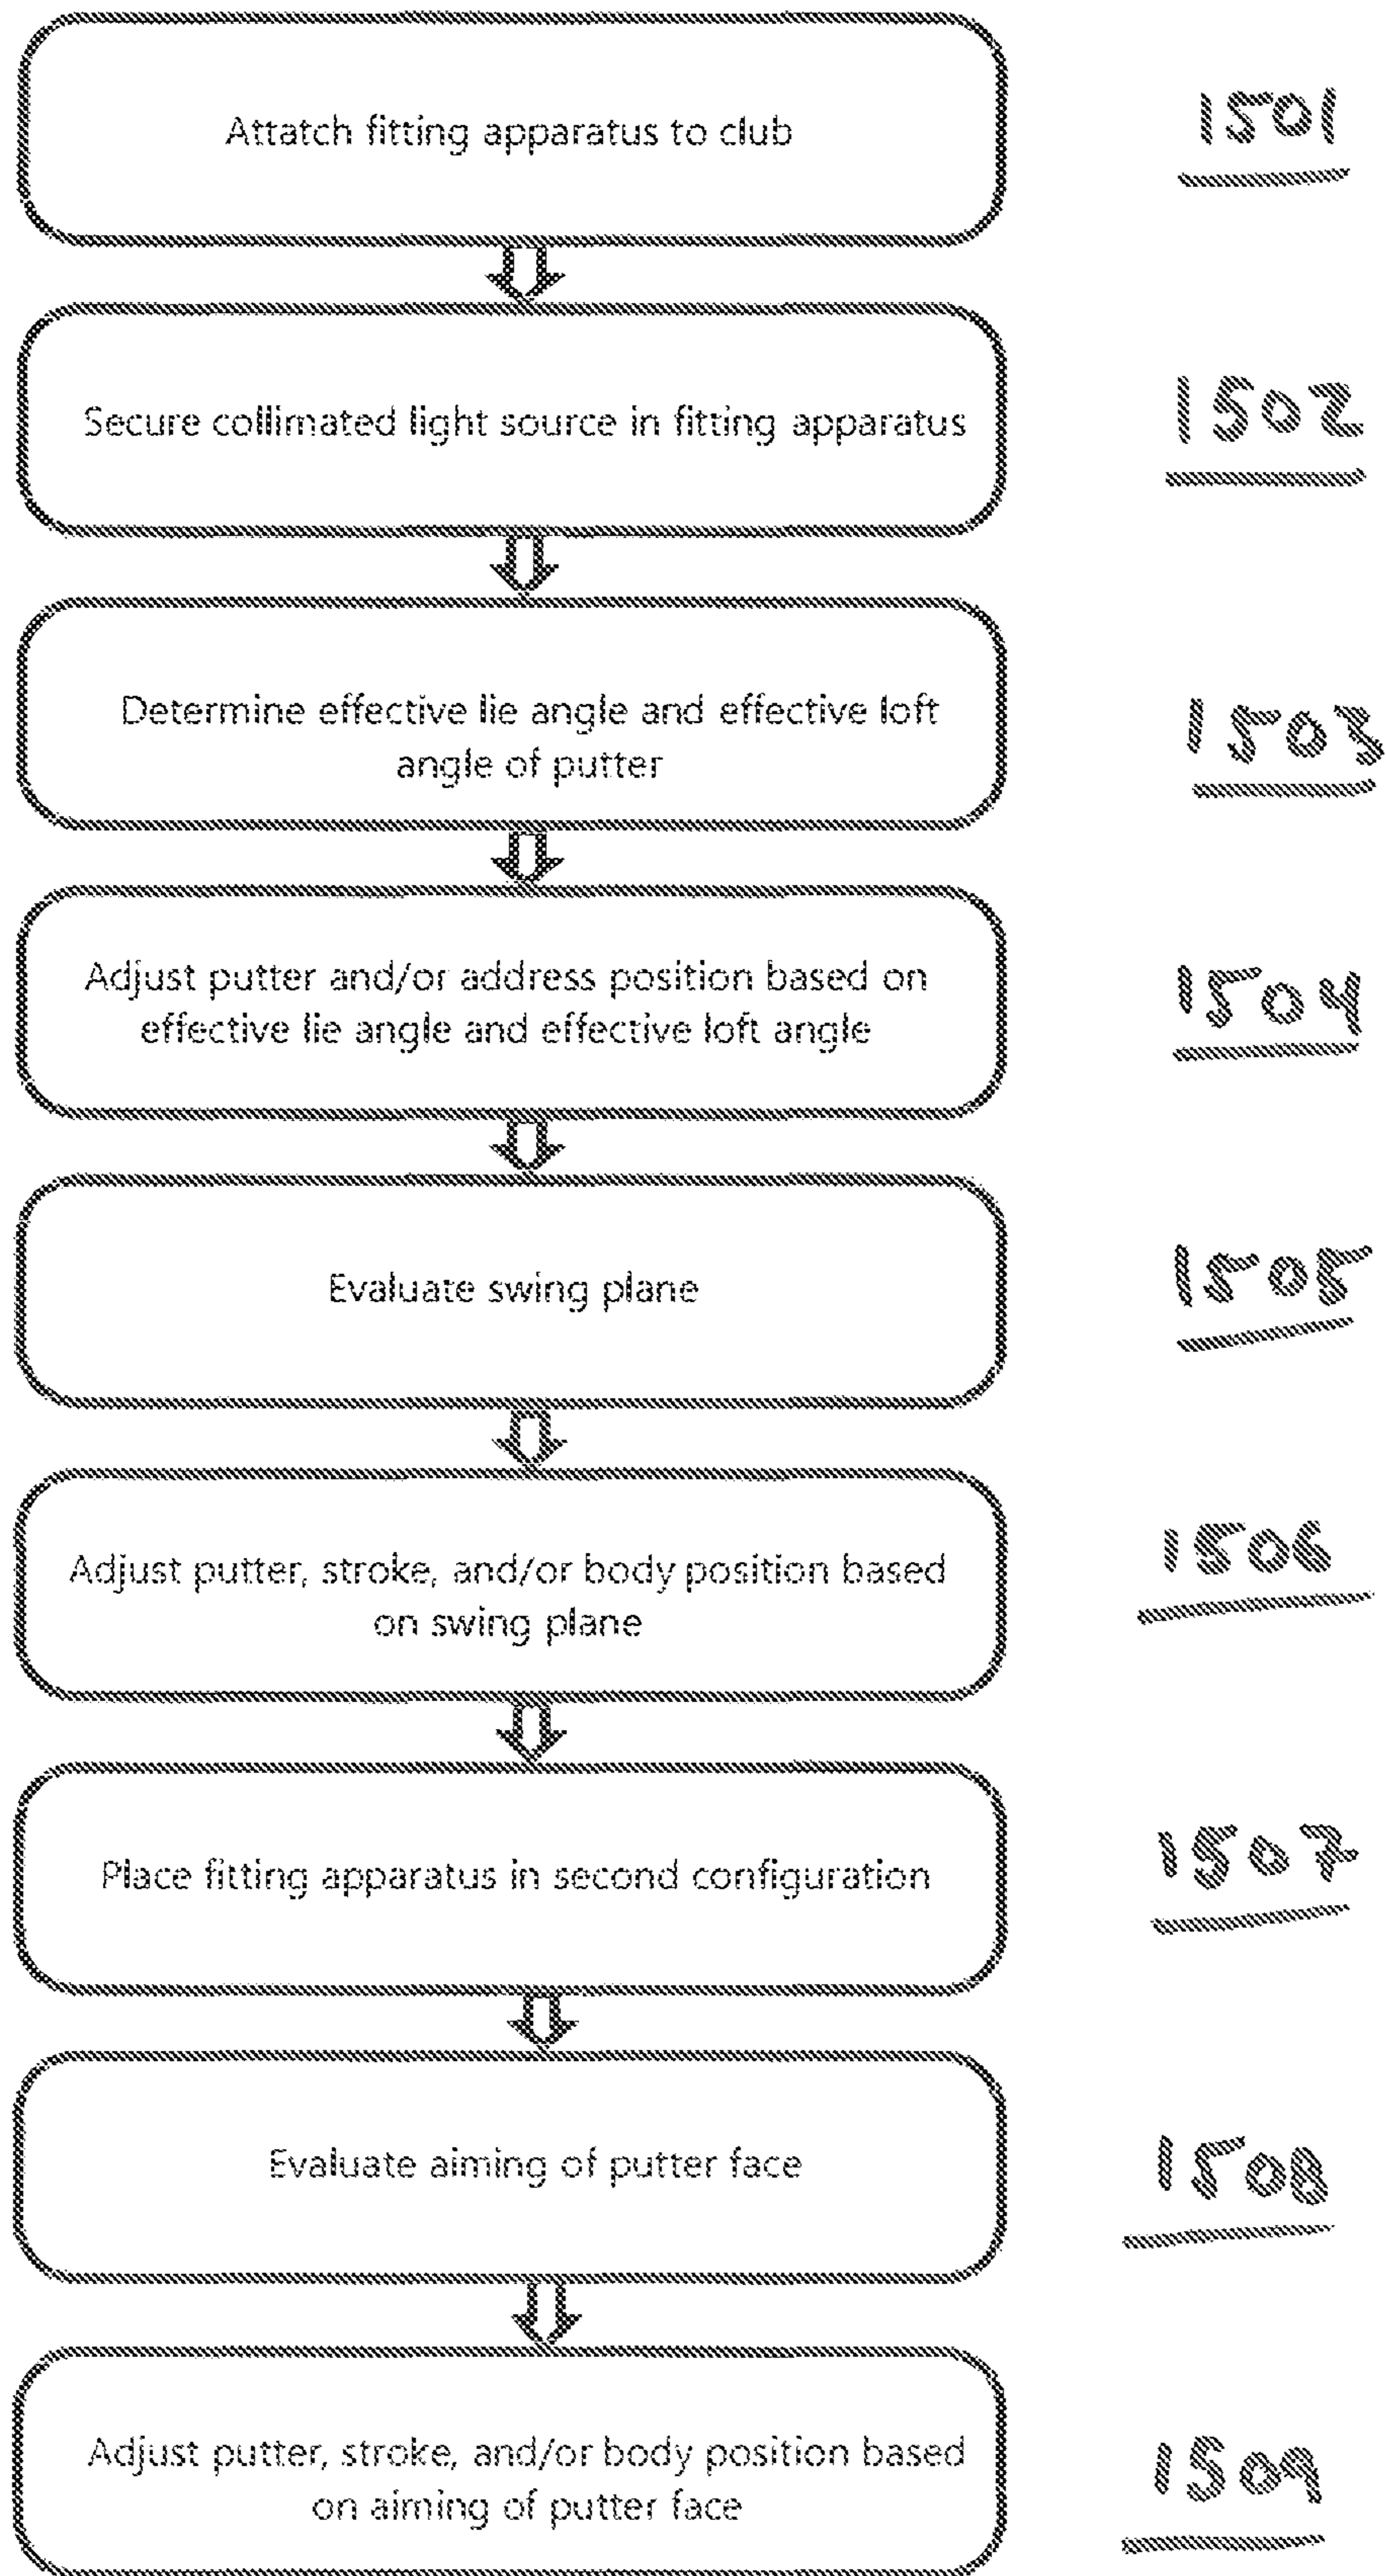 Attatch fitting apparatus to club
1501
Secure collimated light source in fitting apparatus
1502
Determine effective lie angle and effective loft
angle of putter
1503
Adjust putter and/or address position based on
effective lie angle and effective loft angle
1504
Evaluate swing plane
1505
Adjust putter, stroke, and/or body position based
on swing plane
1506
Place fitting apparatus in second configuration
1507
Evaluate aiming of putter face
1508
Adjust putter, stroke, and/or body position based
on aiming of putter face
1509